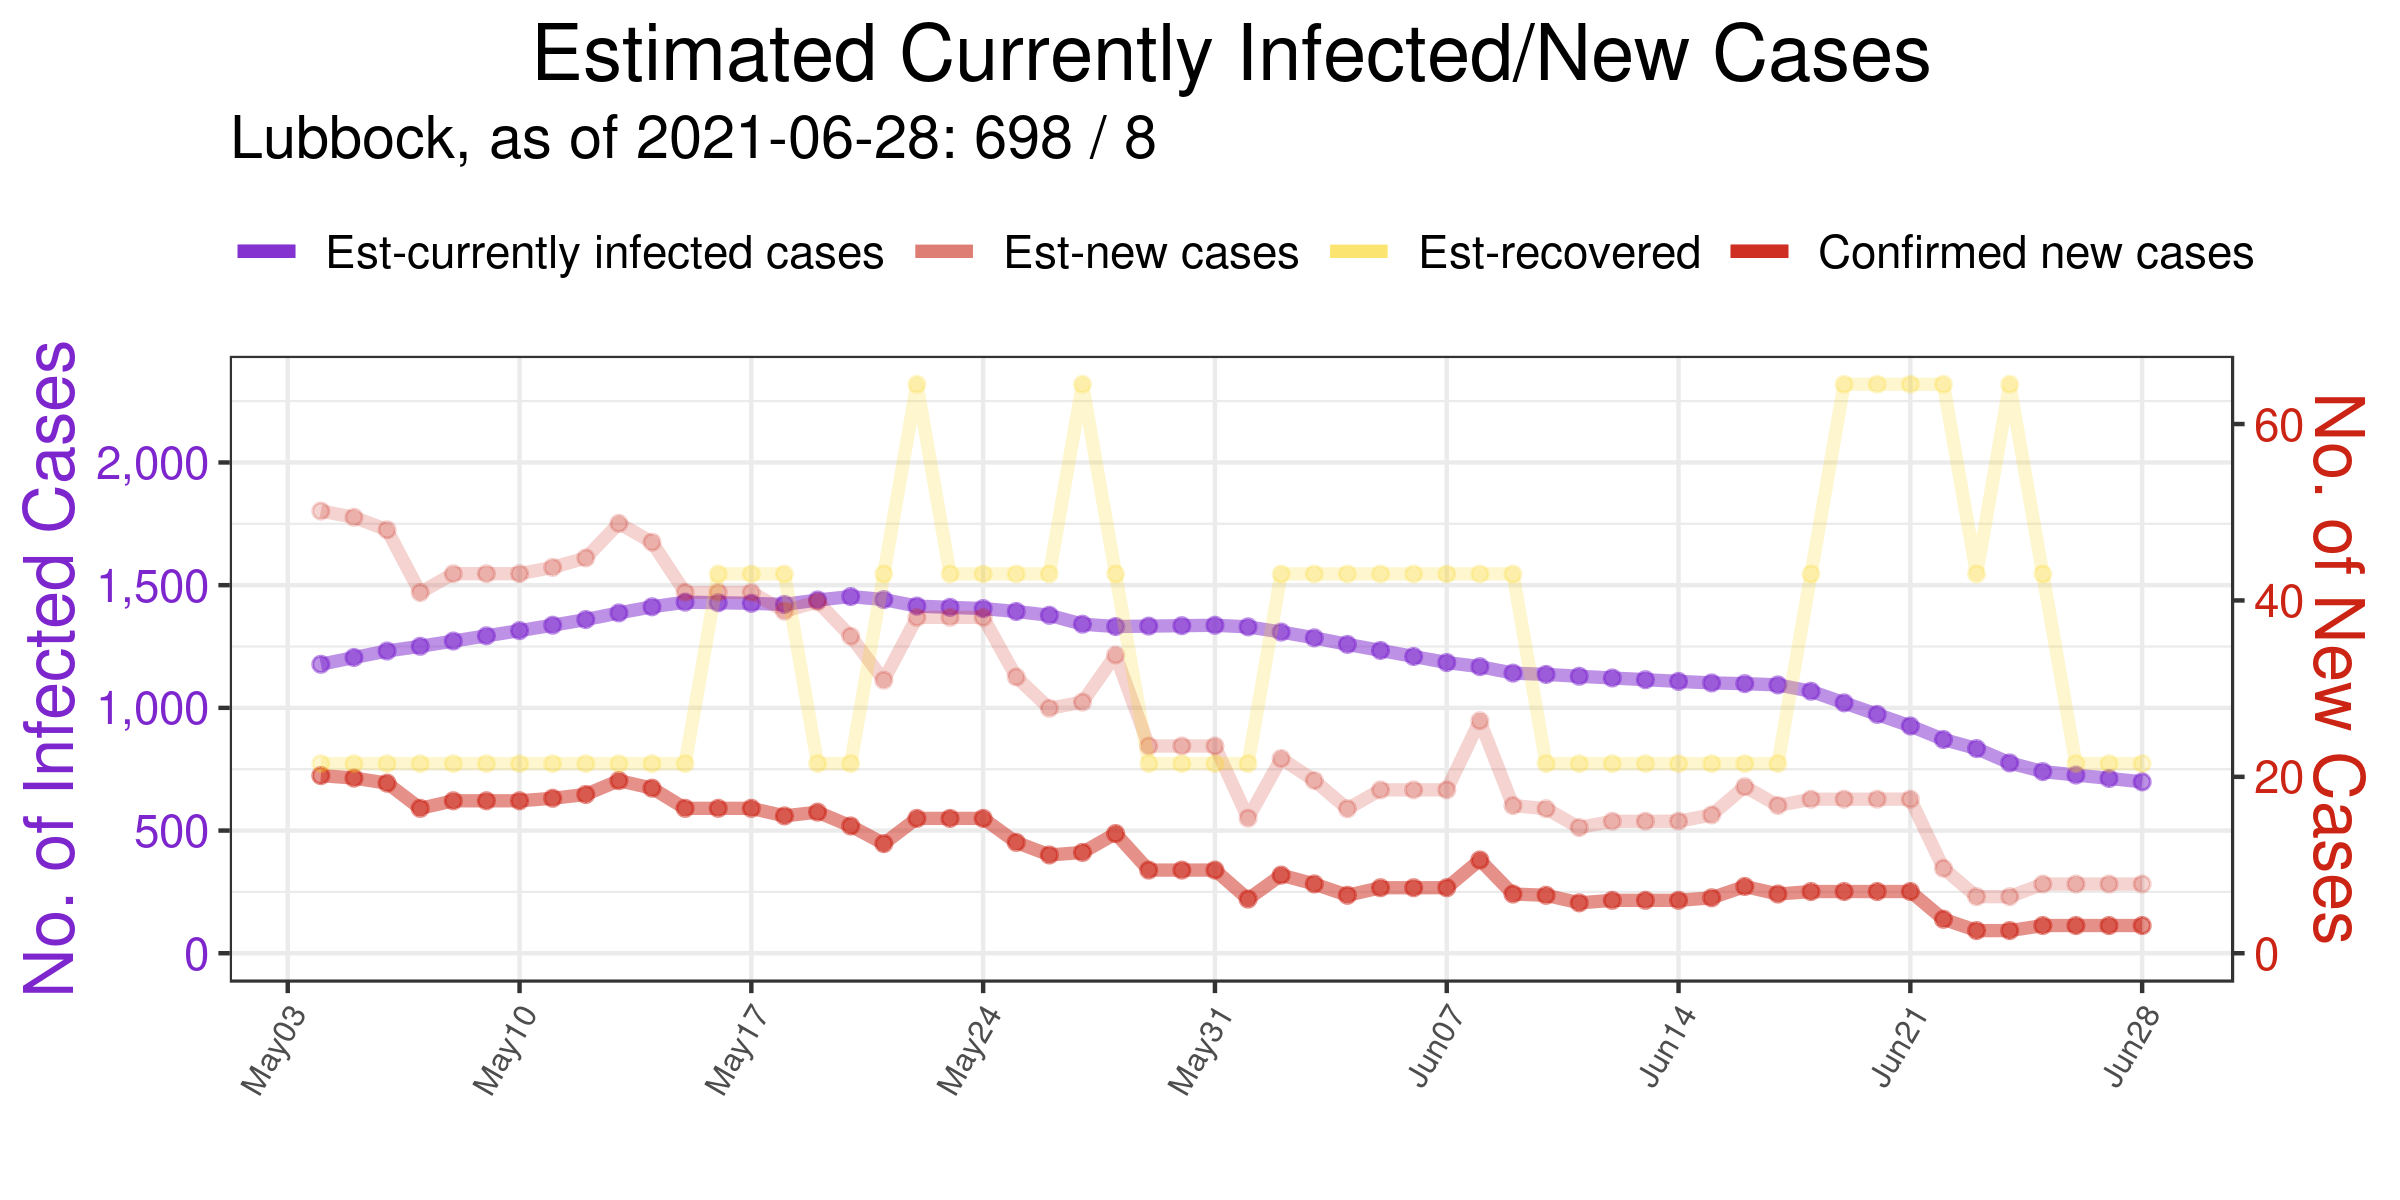 Estimated Currently Infected/New Cases
Lubbock, as of 2021-06-28: 698 / 8
Est-currently infected cases Est-new cases Est-recovered Confirmed new cases
No. of Infected Cases
2,000
1,500
1,000
500
0
60
40
20
0
No. of New Cases
May03 May10 May17 May24 May31 Jun07 Jun14 Jun21 Jun28